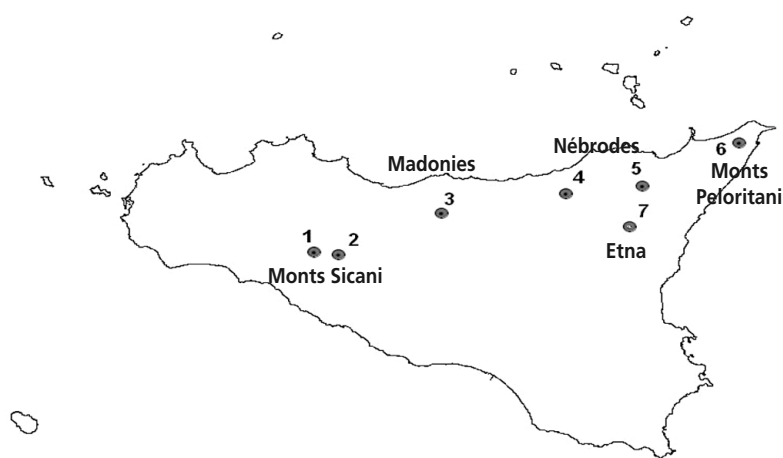 Nébrodes
6
Madonies
Monts
Peloritani
5
4
3
7
Etna
1
2
Monts Sicani